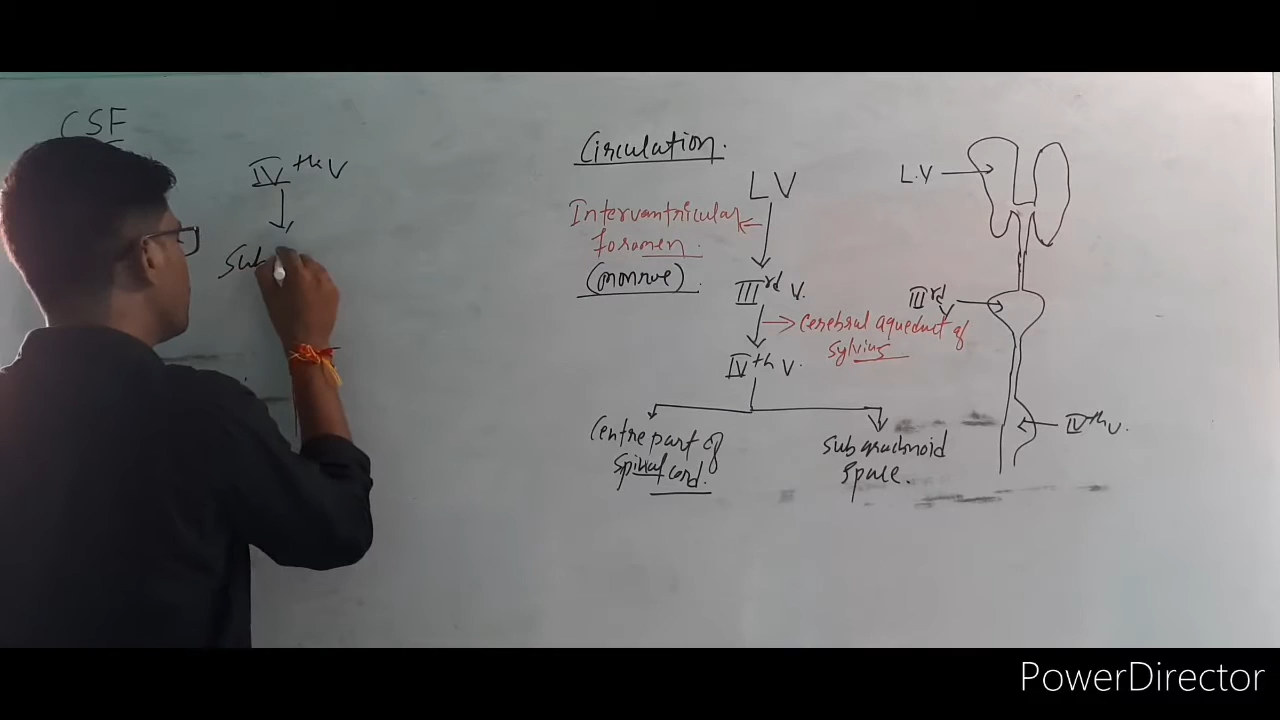 CSF
IVth V
Sub
Circulation.
LV
Interventricular
foramen.
(monroe)
IIIrd V.
Cerebral aqueduct of
Sylvius
IVth V.
Centre part of
Spinal cord.
Subarachnoid
Space.
L.V
IIIrd
V
IVth V.
PowerDirector